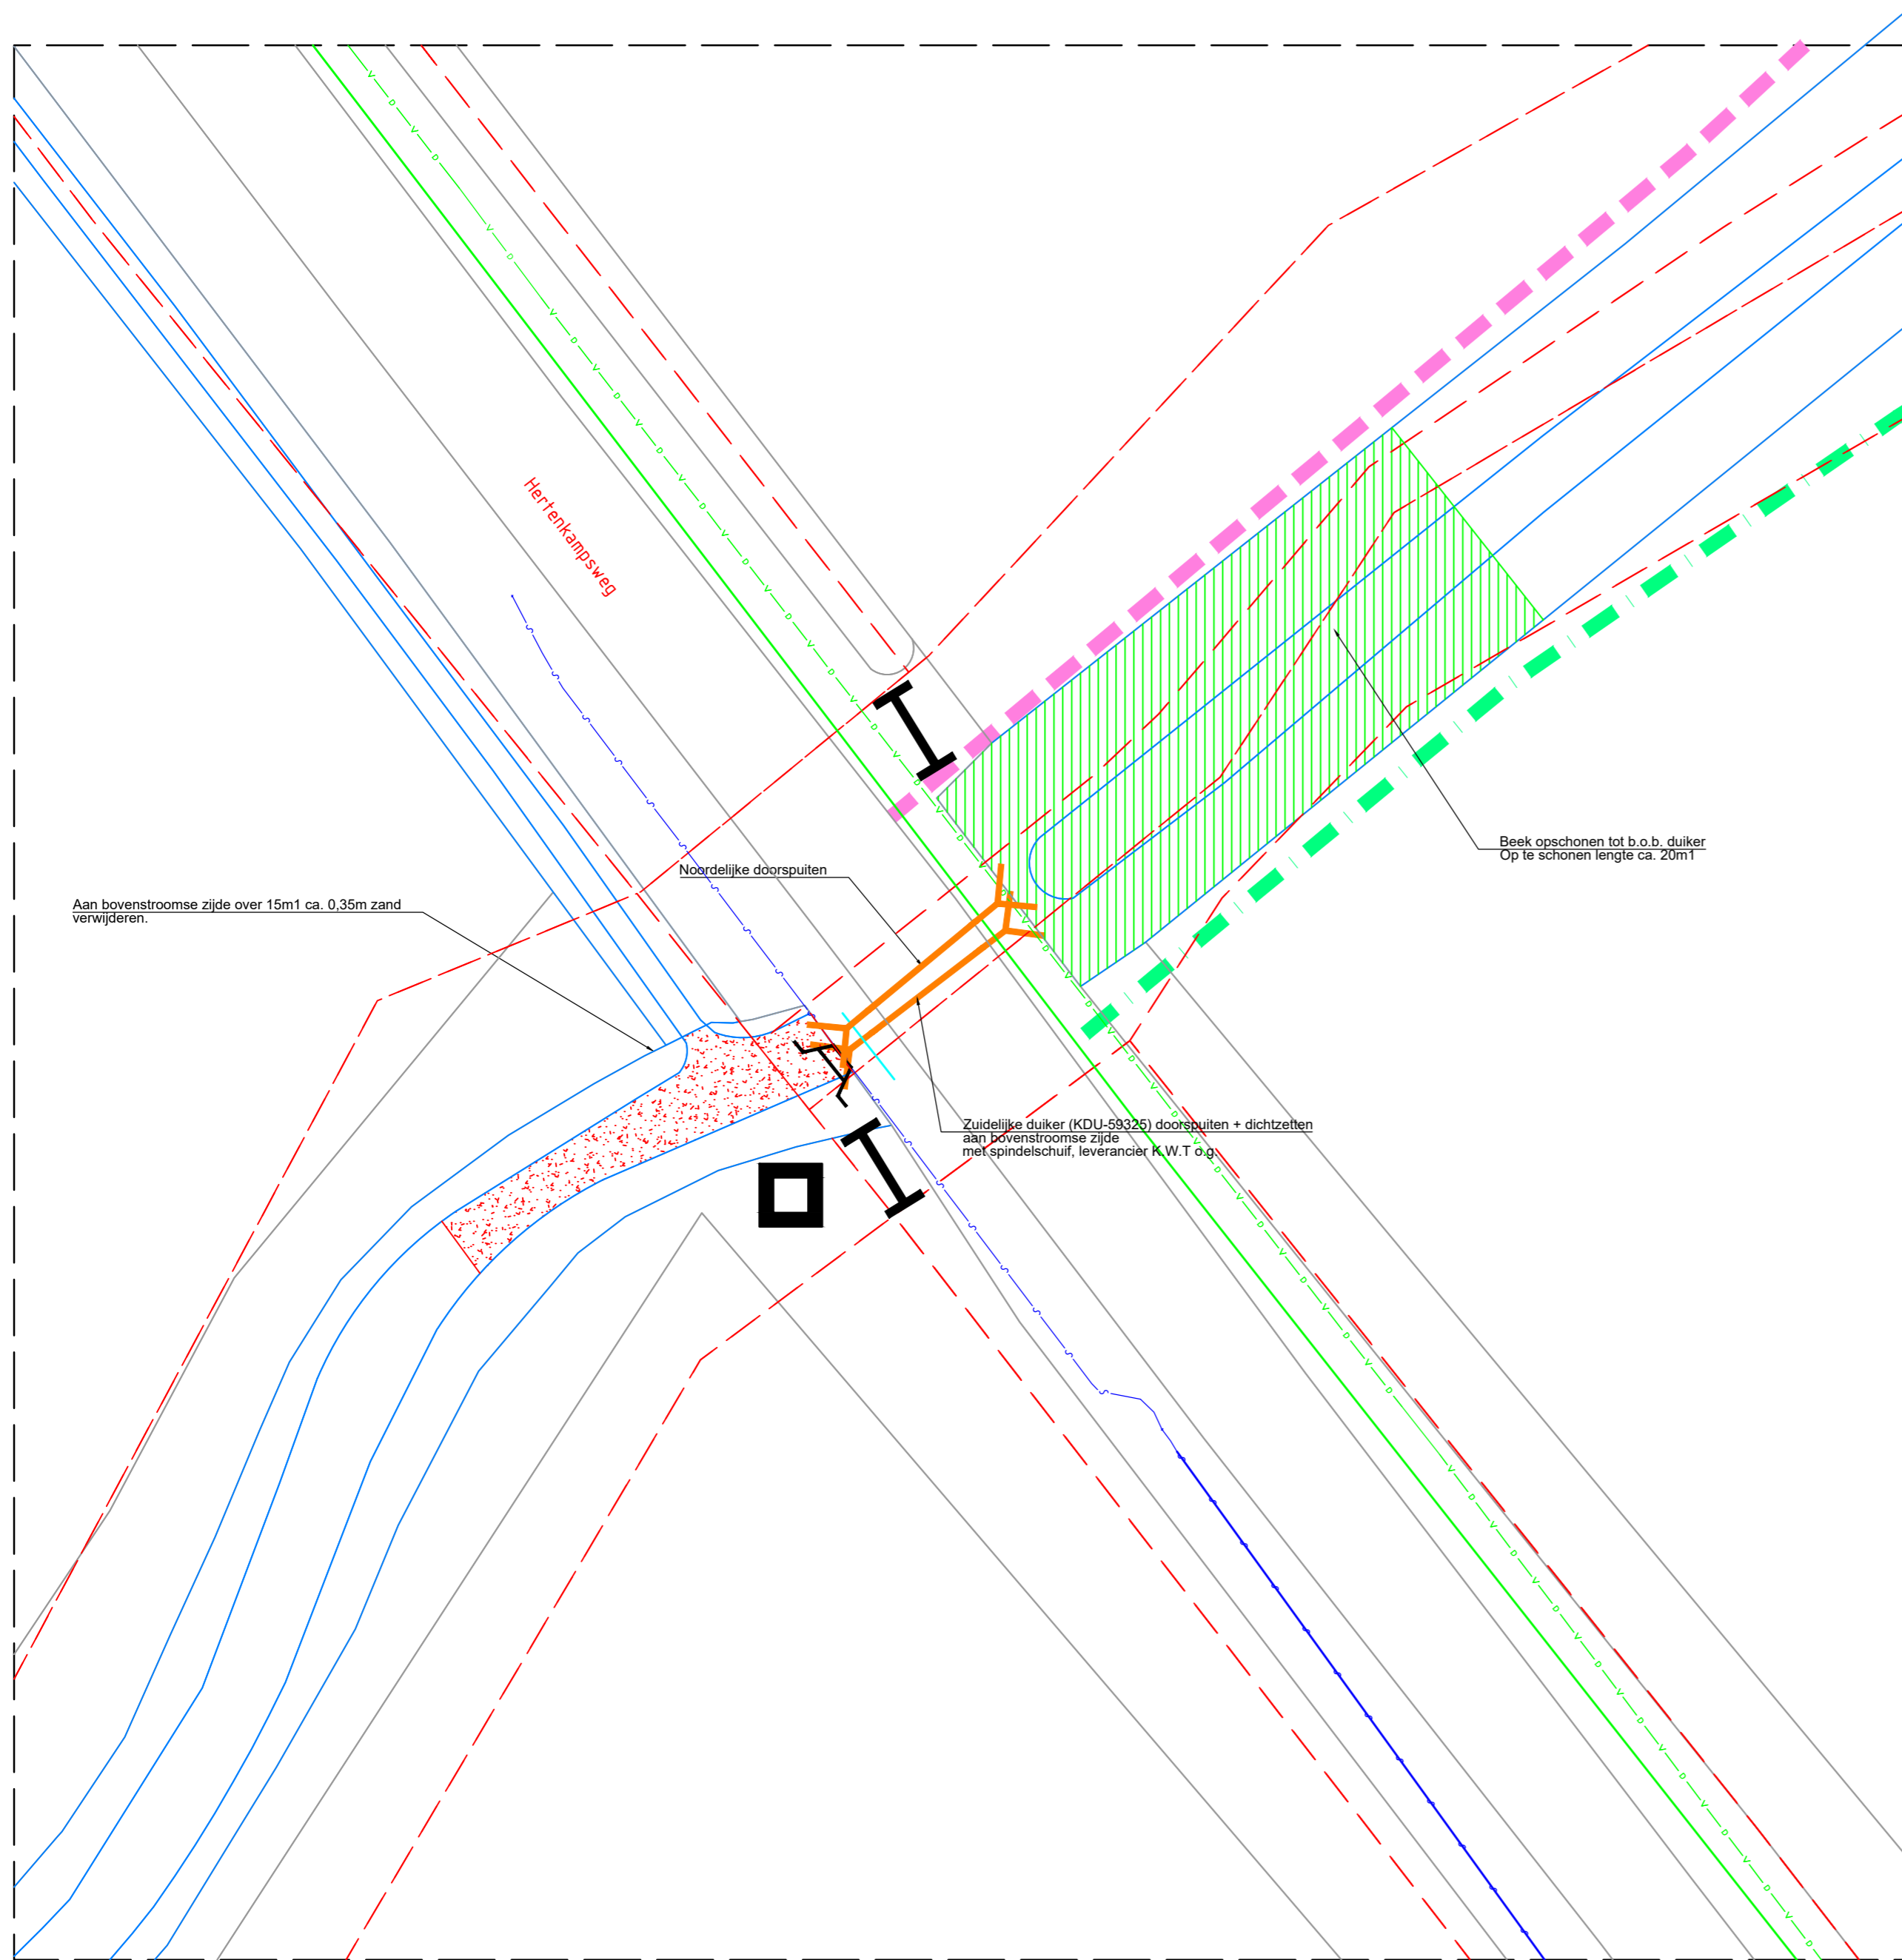 Hertenkampsweg
Beek opschonen tot b.o.b. duiker
Op te schonen lengte ca. 20m1
Noordelijke doorspuiten
Aan bovenstroomse zijde over 15m1 ca. 0,35m zand
verwijderen.
Zuidelijke duiker (KDU-59325) doorspuiten + dichtzetten
aan bovenstroomse zijde
met spindelschuif, leverancier K.W.T o.g.